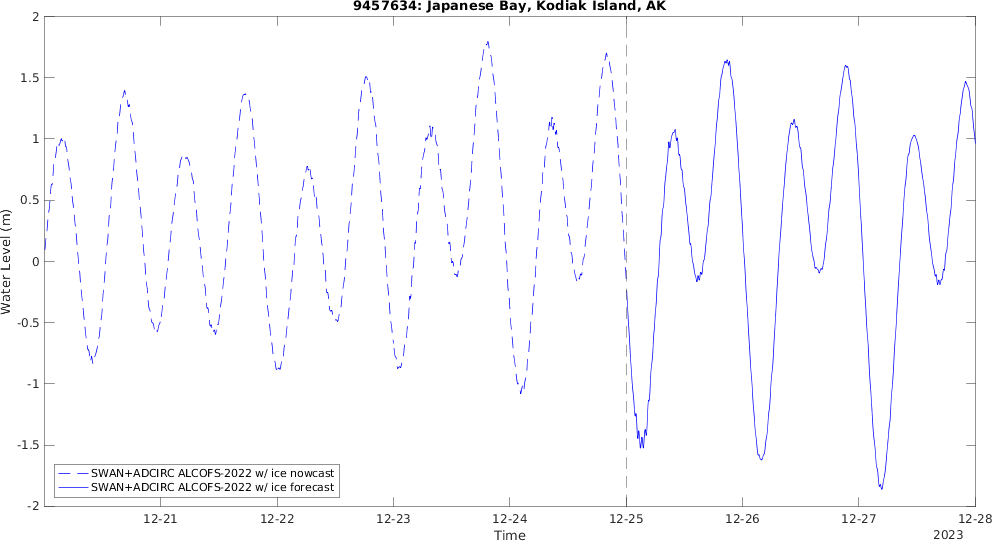 9457634: Japanese Bay, Kodiak Island, AK
2
1.5
1
0.5
0
-0.5
-1
-1.5
-2
Water Level (m)
SWAN+ADCIRC ALCOFS-2022 w/ ice nowcast
SWAN+ADCIRC ALCOFS-2022 w/ ice forecast
12-21 12-22 12-23 12-24 12-25 12-26 12-27 12-28
Time
2023